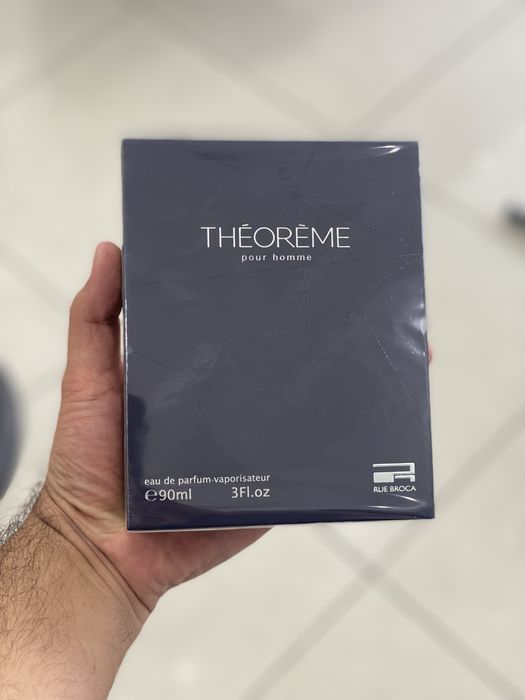 THÉORÈME
pour homme
eau de parfum-vaporisateur
℮90ml 3Fl.oz
RUE BROCA